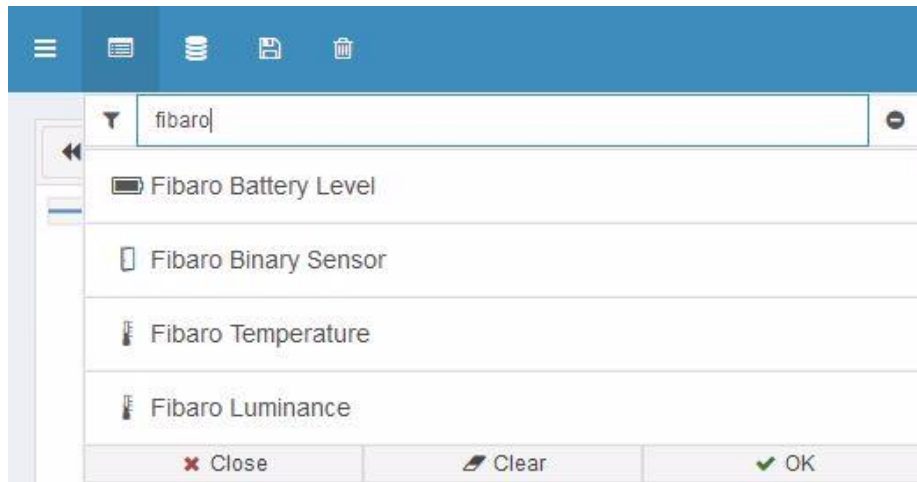 fibaro
Fibaro Battery Level
Fibaro Binary Sensor
Fibaro Temperature
Fibaro Luminance
Close Clear OK